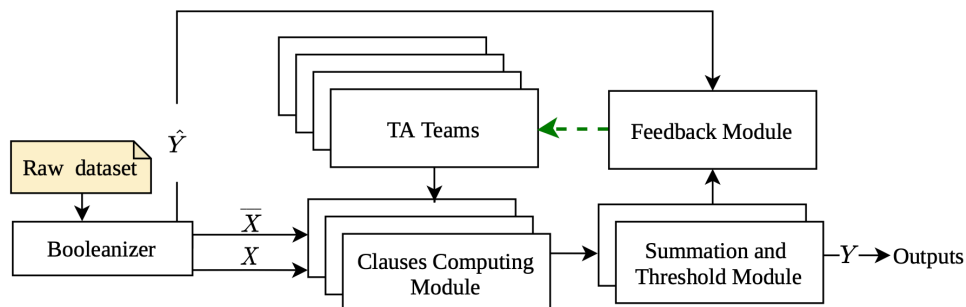 TA Teams
Feedback Module
Ŷ
Raw dataset
X̅
Booleanizer
X
Clauses Computing
Module
Summation and
Threshold Module
Y
Outputs